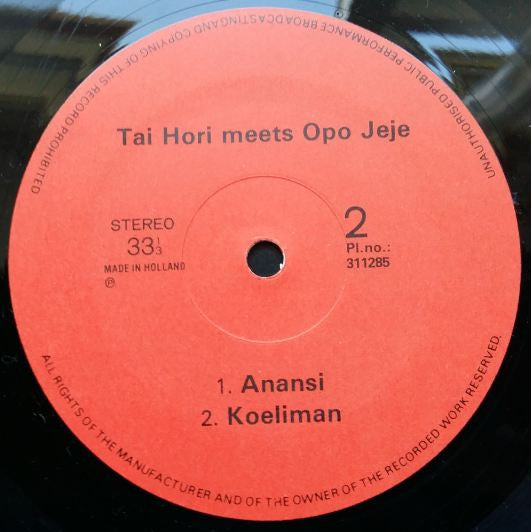 UNAUTHORISED PUBLIC PERFORMANCE BROADCASTING AND COPYING OF THIS RECORD PROHIBITED
Tai Hori meets Opo Jeje
STEREO
33 1/3
MADE IN HOLLAND
℗
2
Pl.no.:
311285
1. Anansi
2. Koeliman
ALL RIGHTS OF THE MANUFACTURER AND OF THE OWNER OF THE RECORDED WORK RESERVED.